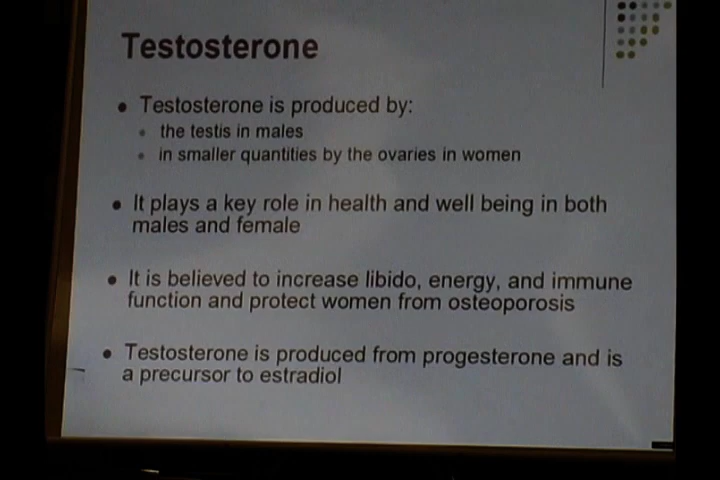 Testosterone
Testosterone is produced by:
the testis in males
in smaller quantities by the ovaries in women
It plays a key role in health and well being in both
males and female
It is believed to increase libido, energy, and immune
function and protect women from osteoporosis
Testosterone is produced from progesterone and is
a precursor to estradiol